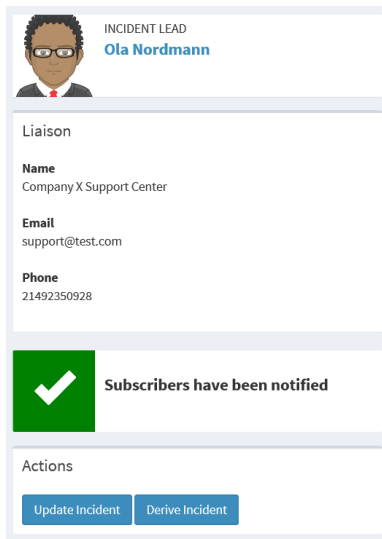 INCIDENT LEAD
Ola Nordmann
Liaison
Name
Company X Support Center
Email
support@test.com
Phone
21492350928
Subscribers have been notified
Actions
Update Incident Derive Incident